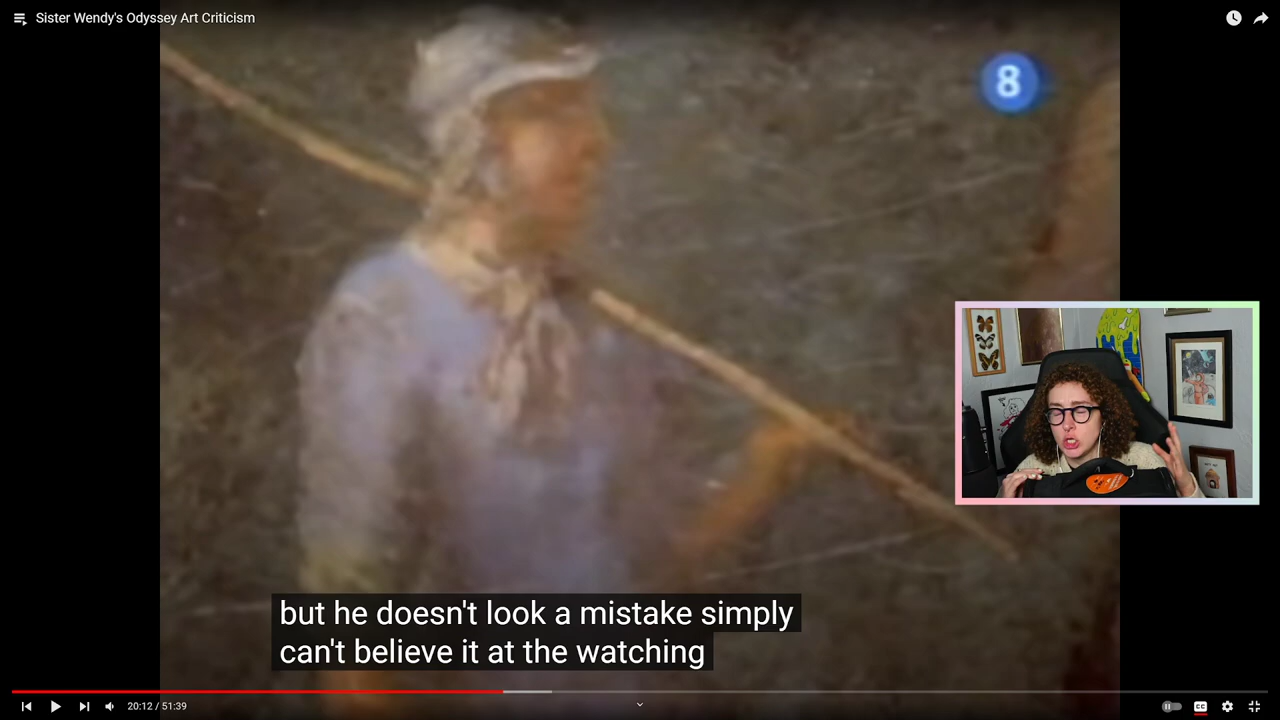 Sister Wendy's Odyssey Art Criticism
8
but he doesn't look a mistake simply
can't believe it at the watching
20:12 / 51:39
CC